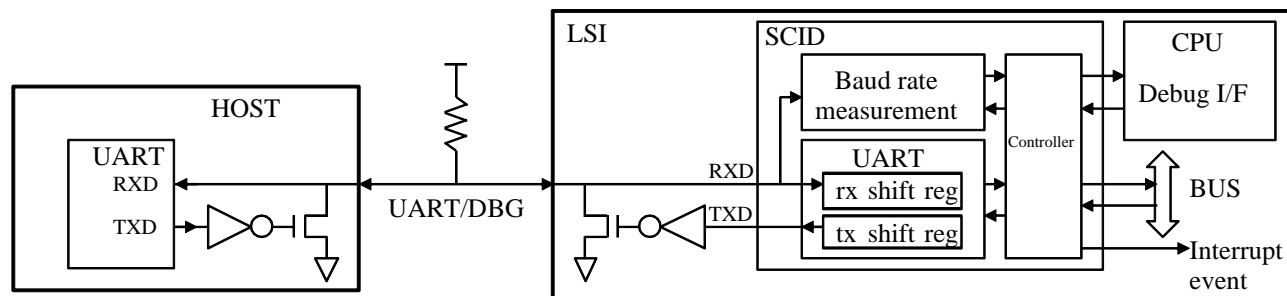 LSI
SCID
CPU
Debug I/F
Baud rate
measurement
HOST
Controller
UART
RXD
TXD
UART/DBG
RXD
TXD
UART
rx shift reg
tx shift reg
BUS
Interrupt
event